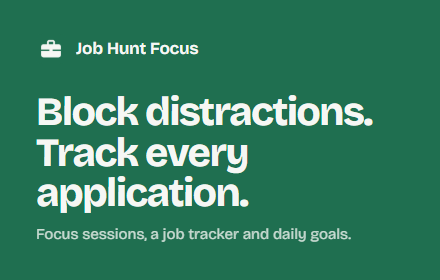 Job Hunt Focus
Block distractions.
Track every
application.
Focus sessions, a job tracker and daily goals.